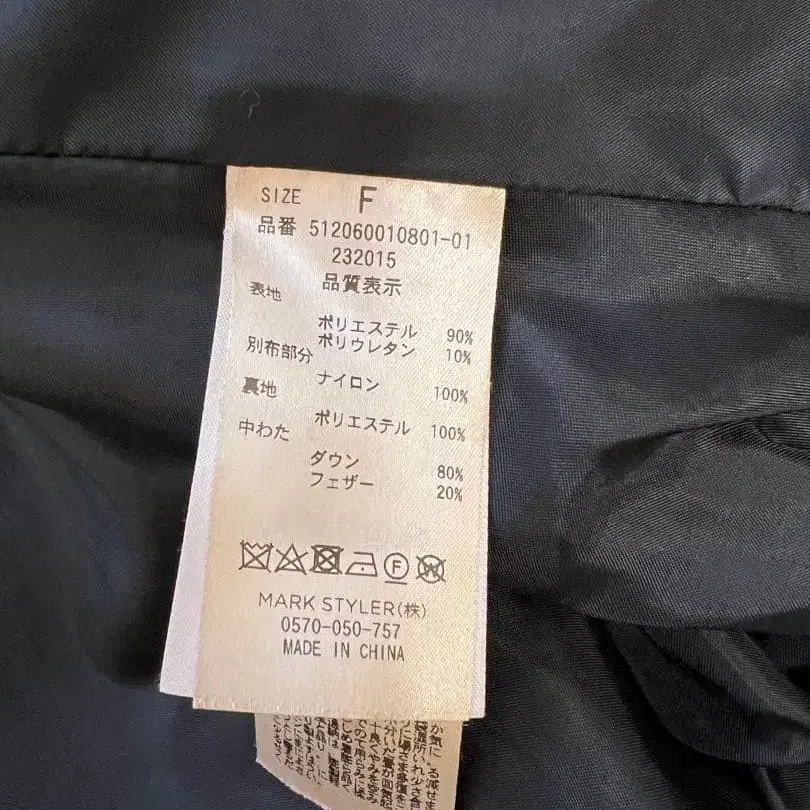 SIZE F
品番 512060010801-01
232015
品質表示
表地
ポリエステル 90%
ポリウレタン 10%
別布部分
ナイロン 100%
裏地
ポリエステル 100%
中わた
ダウン 80%
フェザー 20%
F
W
MARK STYLER(株)
0570-050-757
MADE IN CHINA